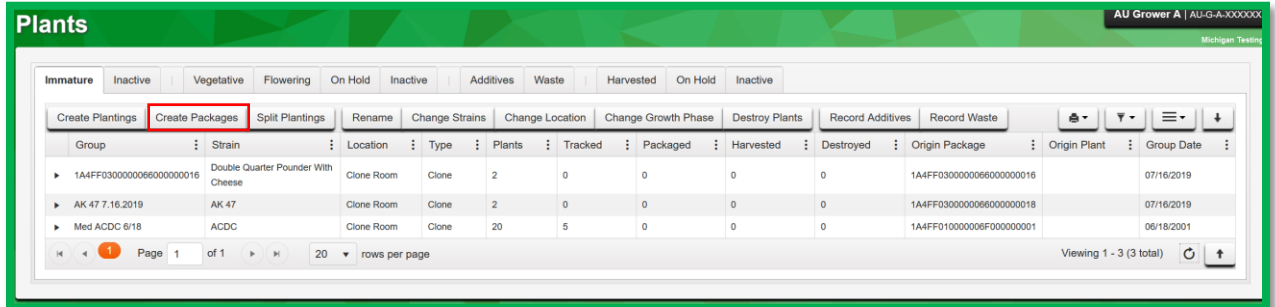 Plants
AU Grower A | AU-G-A-XXXXXX
Michigan Testing
Immature Inactive | Vegetative Flowering On Hold Inactive | Additives Waste | Harvested On Hold Inactive
Create Plantings Create Packages Split Plantings Rename Change Strains Change Location Change Growth Phase Destroy Plants Record Additives Record Waste
Group Strain Location Type Plants Tracked Packaged Harvested Destroyed Origin Package Origin Plant Group Date
1A4FF0300000066000000016 Double Quarter Pounder With Cheese Clone Room Clone 2 0 0 0 0 1A4FF0300000066000000016 07/16/2019
AK 47 7.16.2019 AK 47 Clone Room Clone 2 0 0 0 0 1A4FF0300000066000000018 07/16/2019
Med ACDC 6/18 ACDC Clone Room Clone 20 5 0 0 0 1A4FF010000006F000000001 06/18/2001
1 Page 1 of 1 20 rows per page Viewing 1 - 3 (3 total)